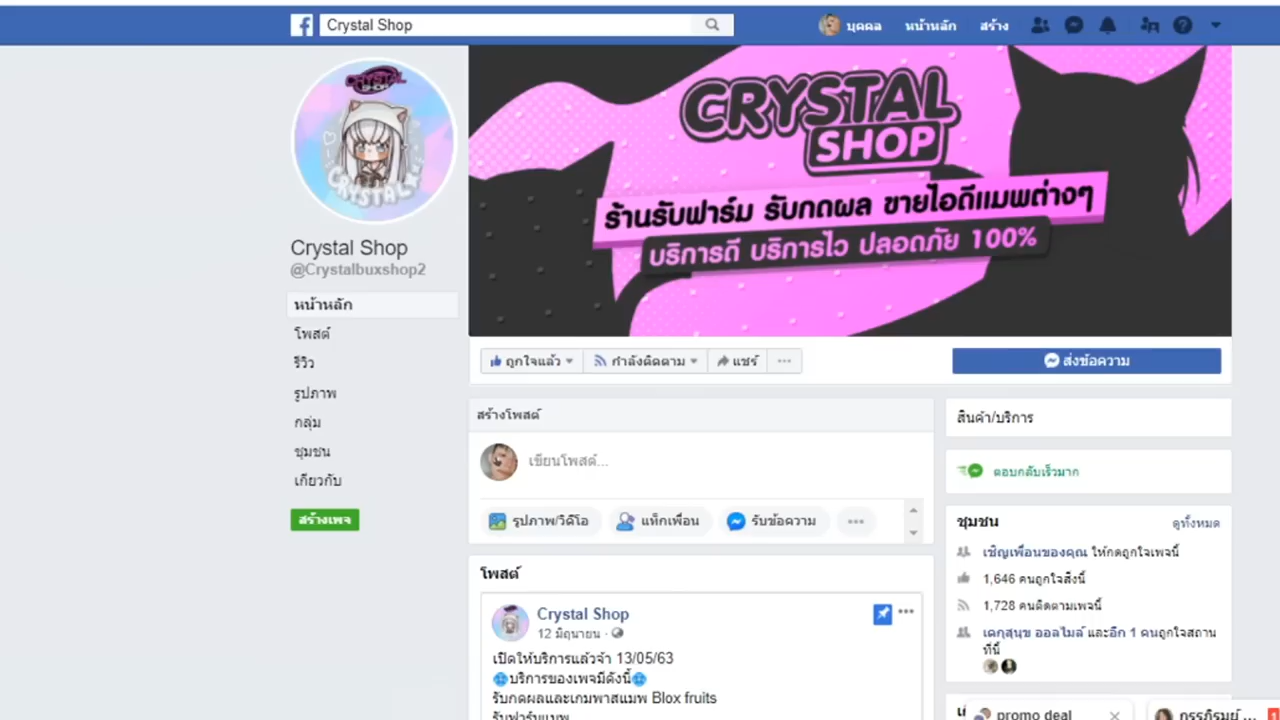 Crystal Shop
บุคคล
หน้าหลัก
สร้าง
CRYSTAL SHOP
CRYSTALX
Crystal Shop
@Crystalbuxshop2
หน้าหลัก
โพสต์
รีวิว
รูปภาพ
กลุ่ม
ชุมชน
เกี่ยวกับ
สร้างเพจ
CRYSTAL
SHOP
ร้านรับฟาร์ม รับกดผล ขายไอดีแมพต่างๆ
บริการดี บริการไว ปลอดภัย 100%
ถูกใจแล้ว
กำลังติดตาม
แชร์
ส่งข้อความ
สร้างโพสต์
เขียนโพสต์...
รูปภาพ/วิดีโอ
แท็กเพื่อน
รับข้อความ
โพสต์
Crystal Shop
12 มิถุนายน ·
เปิดให้บริการแล้วจ้า 13/05/63
บริการของเพจมีดังนี้
รับกดผลและเกมพาสแมพ Blox fruits
รับฟาร์มแมพ
สินค้า/บริการ
ตอบกลับเร็วมาก
ชุมชน
ดูทั้งหมด
เชิญเพื่อนของคุณ ให้กดถูกใจเพจนี้
1,646 คนถูกใจสิ่งนี้
1,728 คนติดตามเพจนี้
เดกุสุนุข ออลไมล์ และอีก 1 คนถูกใจสถาน
ที่นี้
promo deal